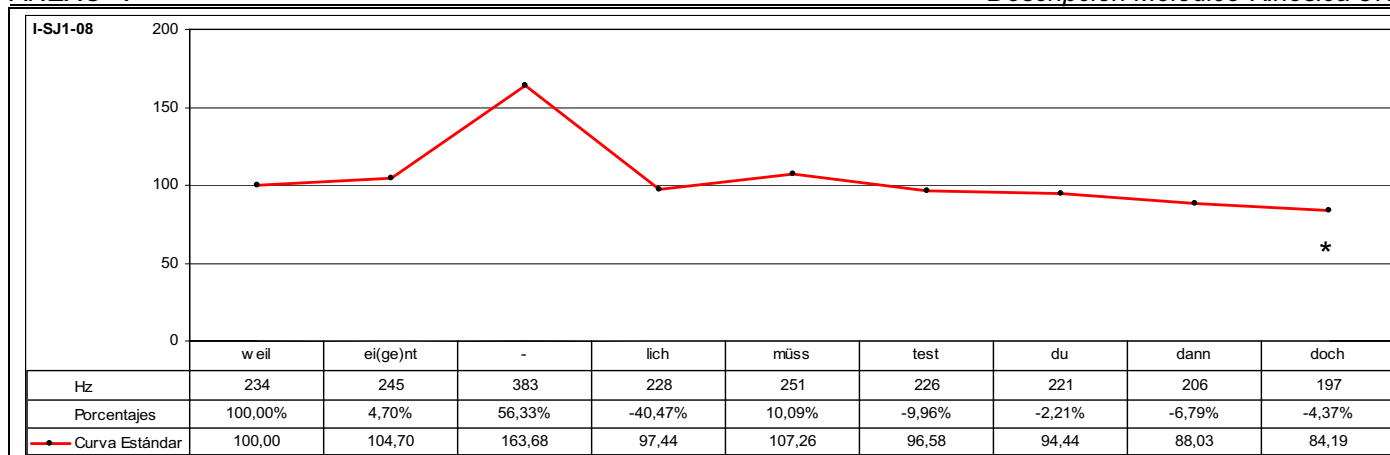 I-SJ1-08
200
150
100
50
0
weil ei(ge)nt - lich müss test du dann doch
Hz 234 245 383 228 251 226 221 206 197
Porcentajes 100,00% 4,70% 56,33% -40,47% 10,09% -9,96% -2,21% -6,79% -4,37%
Curva Estándar 100,00 104,70 163,68 97,44 107,26 96,58 94,44 88,03 84,19
*